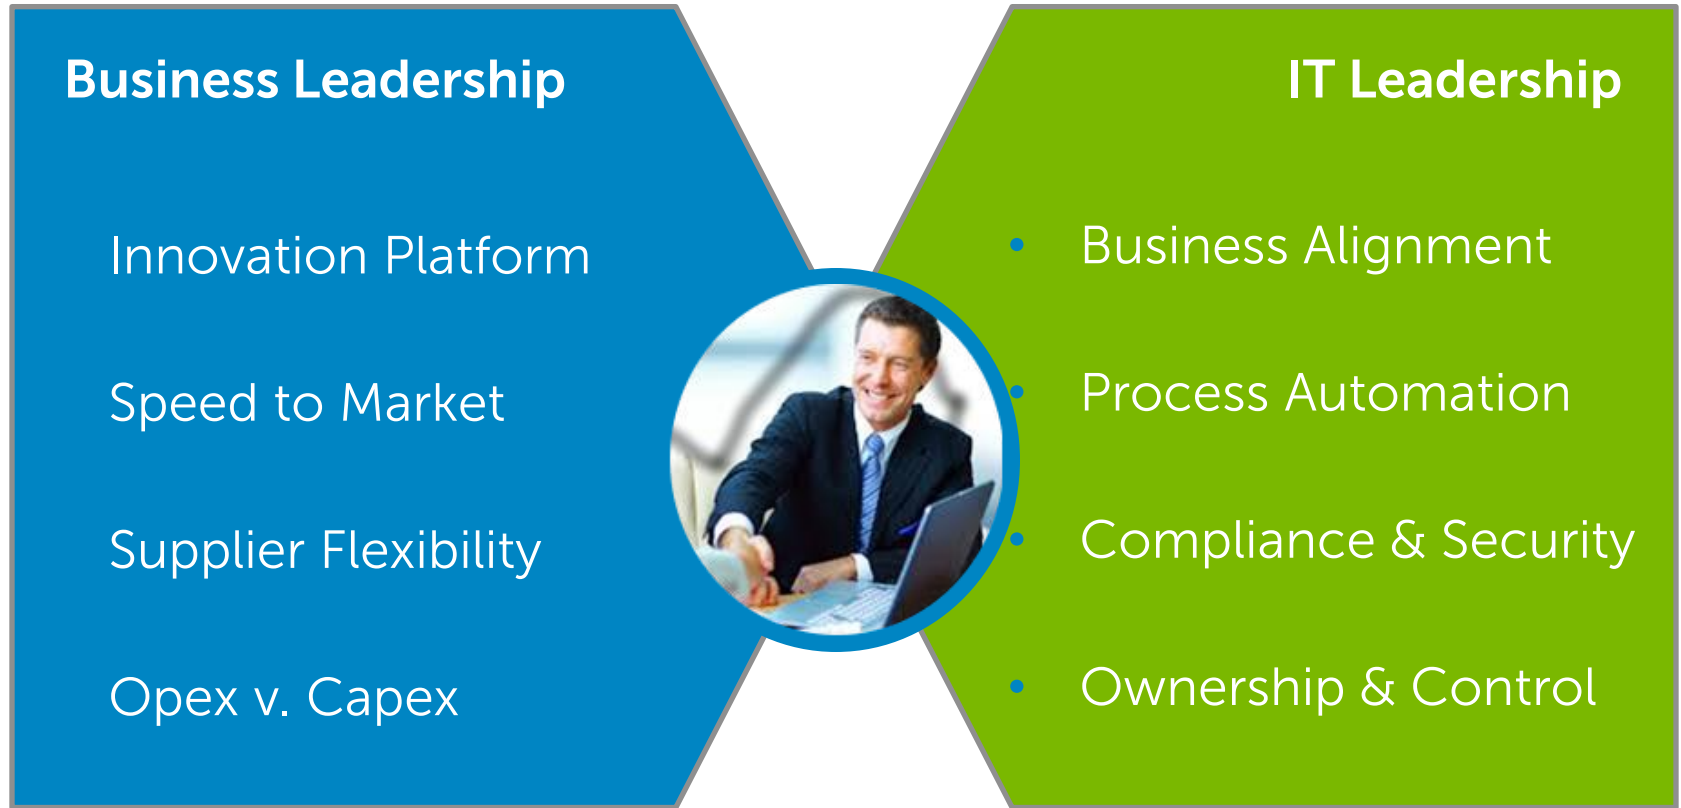 Business Leadership
Innovation Platform
Speed to Market
Supplier Flexibility
Opex v. Capex
IT Leadership
• Business Alignment
• Process Automation
• Compliance & Security
• Ownership & Control